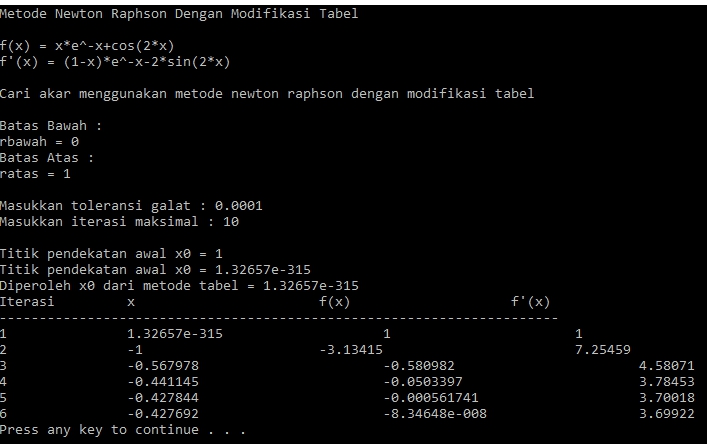 Metode Newton Raphson Dengan Modifikasi Tabel
f(x) = x*e^-x+cos(2*x)
f'(x) = (1-x)*e^-x-2*sin(2*x)
Cari akar menggunakan metode newton raphson dengan modifikasi tabel
Batas Bawah :
rbawah = 0
Batas Atas :
ratas = 1
Masukkan toleransi galat : 0.0001
Masukkan iterasi maksimal : 10
Titik pendekatan awal x0 = 1
Titik pendekatan awal x0 = 1.32657e-315
Diperoleh x0 dari metode tabel = 1.32657e-315
Iterasi x f(x) f'(x)
----------------------------------------------------------------------
1 1.32657e-315 1 1
2 -1 -3.13415 7.25459
3 -0.567978 -0.580982 4.58071
4 -0.441145 -0.0503397 3.78453
5 -0.427844 -0.000561741 3.70018
6 -0.427692 -8.34648e-008 3.69922
Press any key to continue . . .